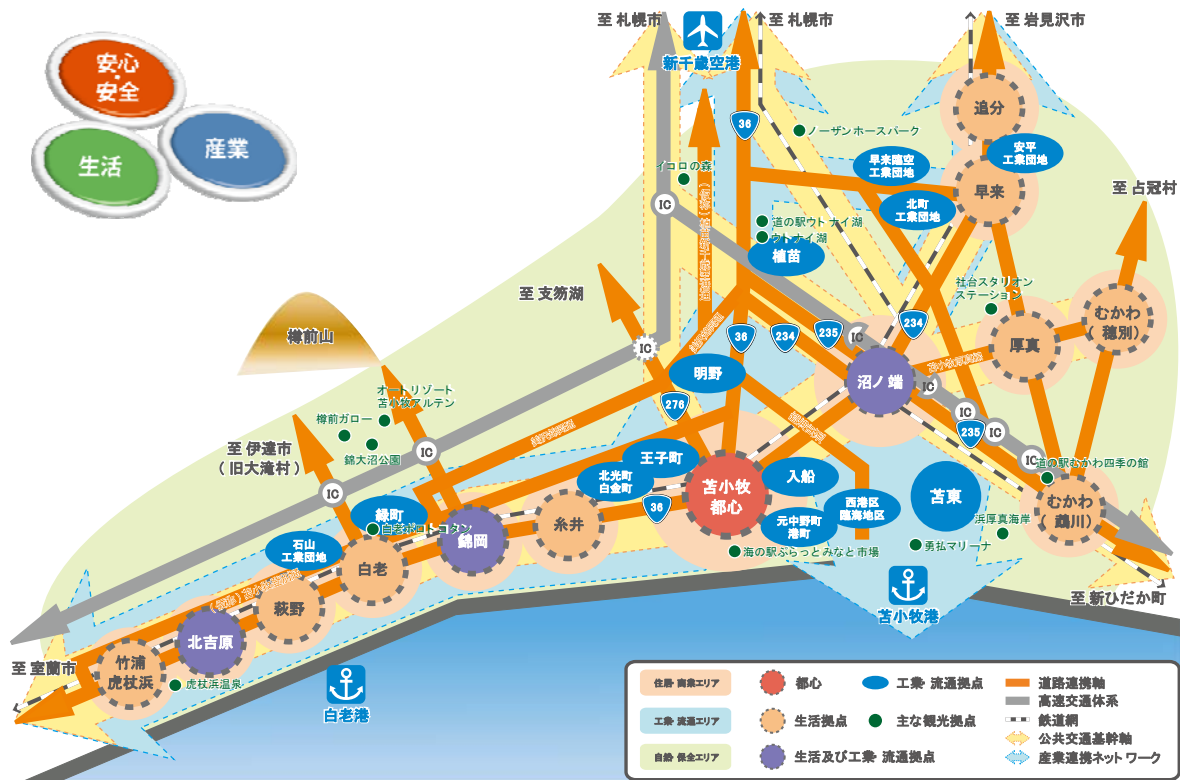 至 札幌市
至 札幌市
至 岩見沢市
新千歳空港
安心
・
安全
生活
産業
追分
36
ノーザンホースパーク
安平
工業団地
早来臨空
工業団地
イコロの森
早来
至 占冠村
IC
北町
工業団地
道の駅ウトナイ湖
ウトナイ湖
植苗
社台スタリオン
ステーション
至 支笏湖
むかわ
( 穂別 )
樽前山
36
234
235
IC
234
厚真
IC
明野
沼ノ端
IC
オートリゾート
苫小牧アルテン
276
IC
235
IC
樽前ガロー
錦大沼公園
至 伊達市
( 旧大滝村 )
IC
IC
道の駅むかわ四季の館
王子町
北光町
白金町
苫小牧
都心
入船
IC
緑町
36
西港区
臨海地区
苫東
むかわ
( 鵡川 )
白老ポロトコタン
糸井
元中野町
港町
浜厚真海岸
錦岡
石山
工業団地
海の駅ぷらっとみなと市場
勇払マリーナ
白老
萩野
苫小牧港
至 新ひだか町
北吉原
至 室蘭市
竹浦
虎杖浜
虎杖浜温泉
白老港
住居・商業エリア
都心
工業・流通拠点
道路連携軸
高速交通体系
工業・流通エリア
生活拠点
主な観光拠点
鉄道網
公共交通基幹軸
自然・保全エリア
生活及び工業・流通拠点
産業連携ネットワーク